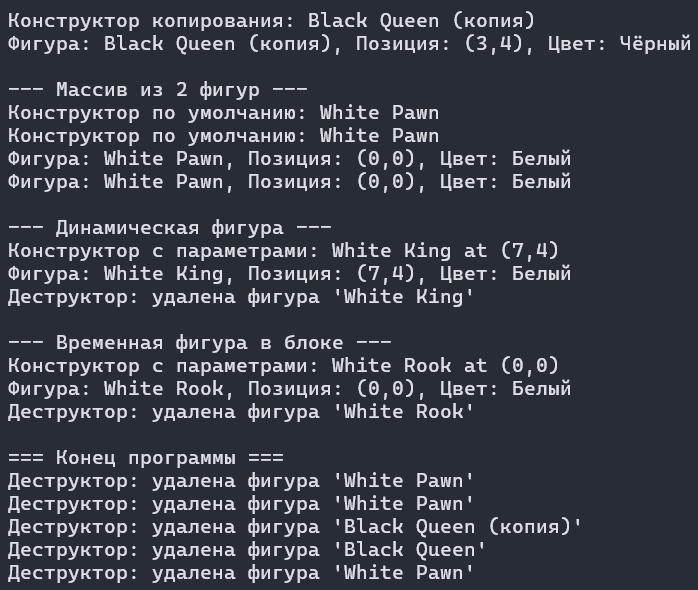 Конструктор копирования: Black Queen (копия)
Фигура: Black Queen (копия), Позиция: (3,4), Цвет: Чёрный
--- Массив из 2 фигур ---
Конструктор по умолчанию: White Pawn
Конструктор по умолчанию: White Pawn
Фигура: White Pawn, Позиция: (0,0), Цвет: Белый
Фигура: White Pawn, Позиция: (0,0), Цвет: Белый
--- Динамическая фигура ---
Конструктор с параметрами: White King at (7,4)
Фигура: White King, Позиция: (7,4), Цвет: Белый
Деструктор: удалена фигура 'White King'
--- Временная фигура в блоке ---
Конструктор с параметрами: White Rook at (0,0)
Фигура: White Rook, Позиция: (0,0), Цвет: Белый
Деструктор: удалена фигура 'White Rook'
=== Конец программы ===
Деструктор: удалена фигура 'White Pawn'
Деструктор: удалена фигура 'White Pawn'
Деструктор: удалена фигура 'Black Queen (копия)'
Деструктор: удалена фигура 'Black Queen'
Деструктор: удалена фигура 'White Pawn'